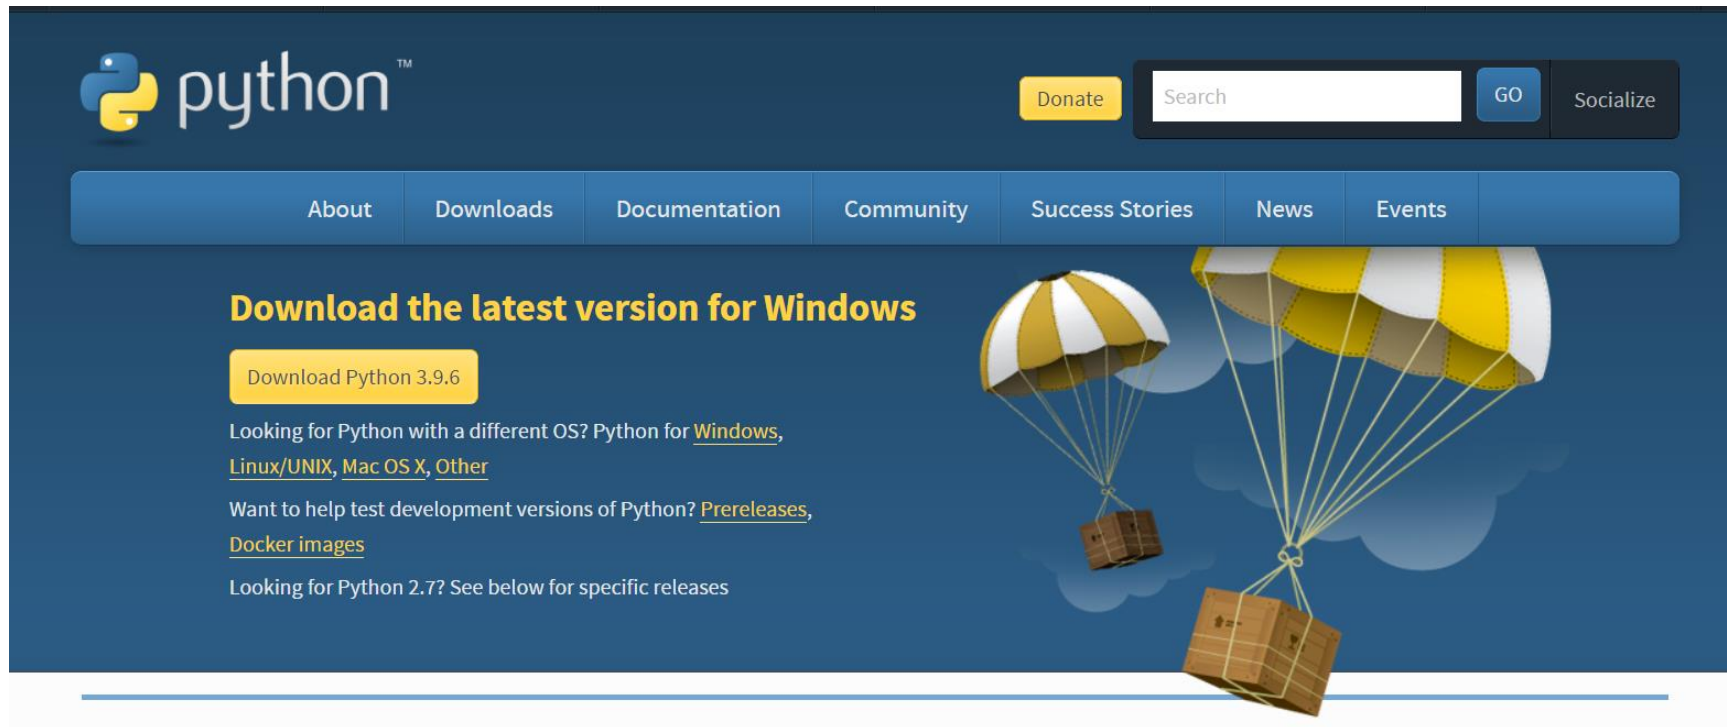 python™
Donate
Search
GO
Socialize
About
Downloads
Documentation
Community
Success Stories
News
Events
Download the latest version for Windows
Download Python 3.9.6
Looking for Python with a different OS? Python for Windows,
Linux/UNIX, Mac OS X, Other
Want to help test development versions of Python? Prereleases,
Docker images
Looking for Python 2.7? See below for specific releases